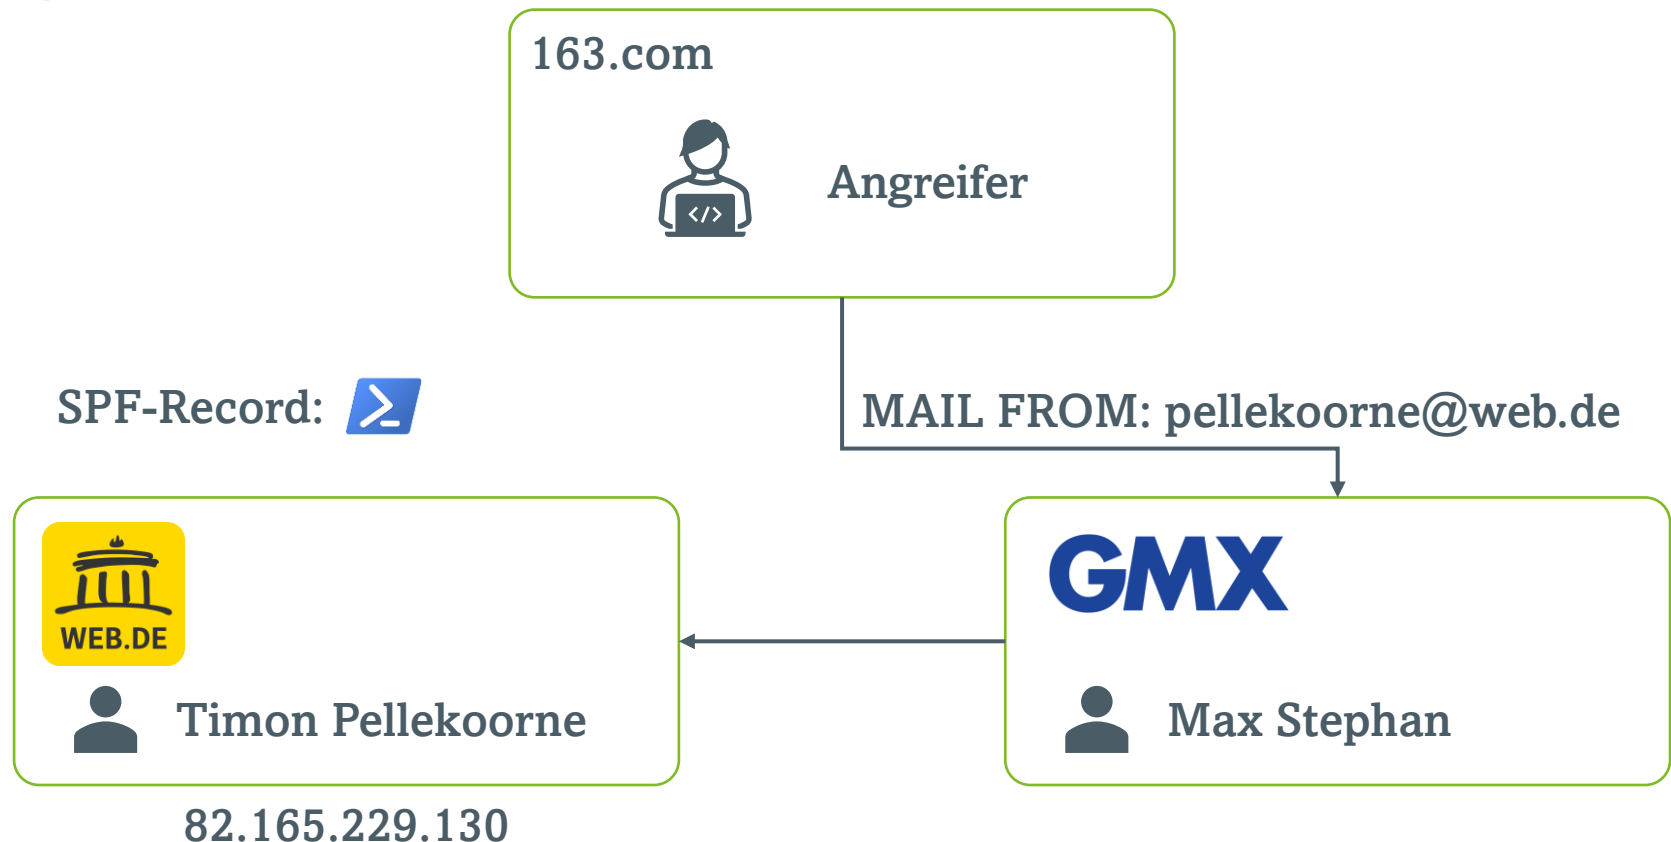 163.com
</>
Angreifer
SPF-Record:
MAIL FROM: pellekoorne@web.de
WEB.DE
GMX
Timon Pellekoorne
Max Stephan
82.165.229.130